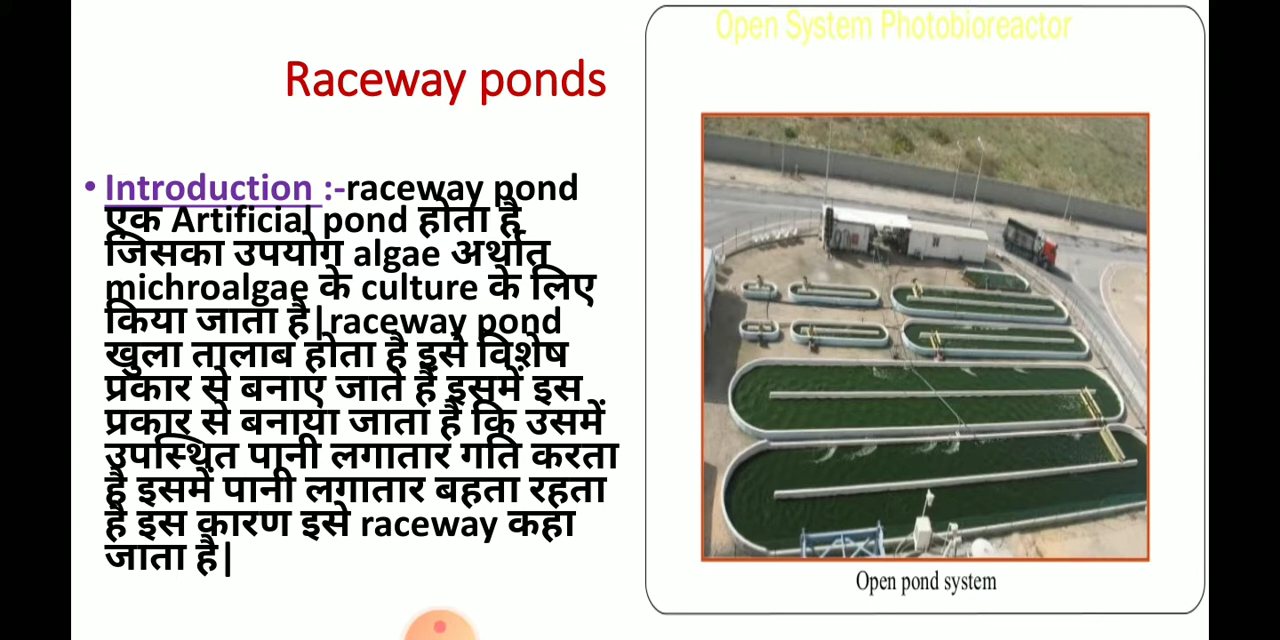 Open System Photobioreactor
Raceway ponds
• Introduction :-raceway pond
एक Artificial pond होता है
जिसका उपयोग algae अर्थात
michroalgae के culture के लिए
किया जाता है|raceway pond
खुला तालाब होता है इसे विशेष
प्रकार से बनाए जाते हैं इसमें इस
प्रकार से बनाया जाता है कि उसमें
उपस्थित पानी लगातार गति करता
है इसमें पानी लगातार बहता रहता
है इस कारण इसे raceway कहा
जाता है|
Open pond system